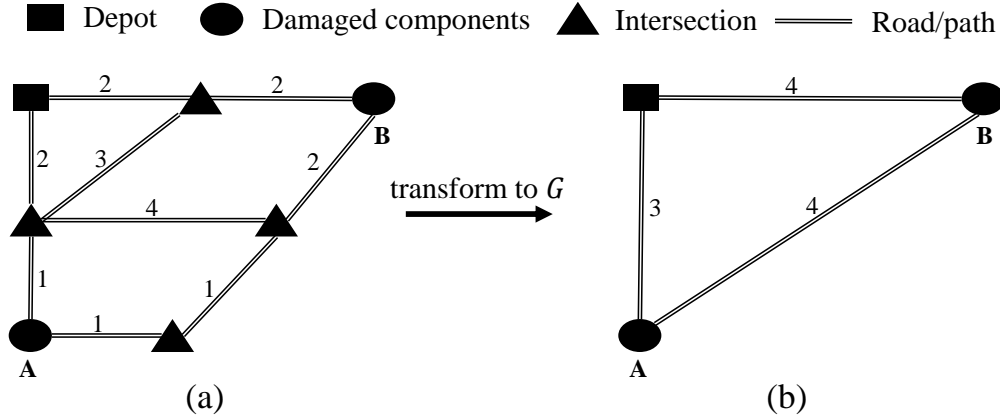 Depot Damaged components Intersection Road/path
2 2 4
B B
2 3 2
transform to G
4 3 4
1 1
1
A A
(a) (b)